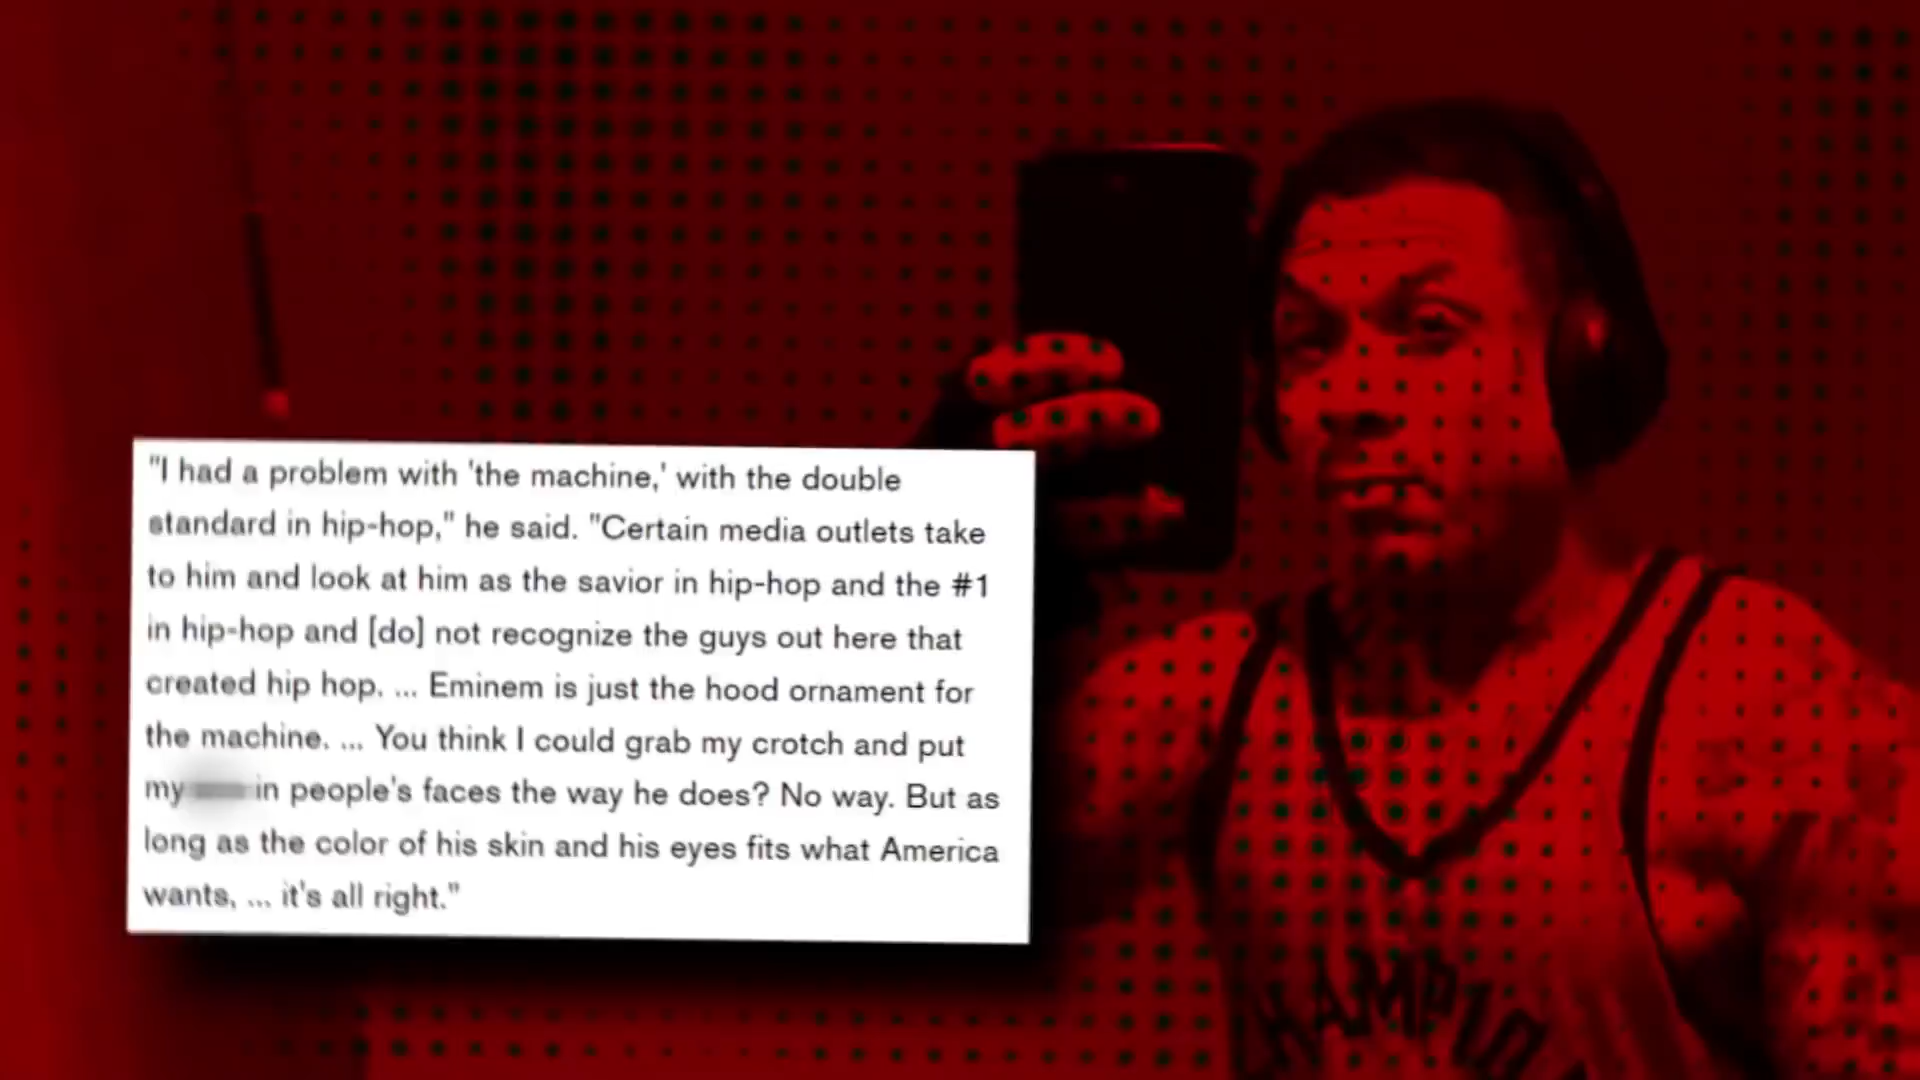 "I had a problem with 'the machine,' with the double
standard in hip-hop," he said. "Certain media outlets take
to him and look at him as the savior in hip-hop and the #1
in hip-hop and [do] not recognize the guys out here that
created hip hop. ... Eminem is just the hood ornament for
the machine. ... You think I could grab my crotch and put
my in people's faces the way he does? No way. But as
long as the color of his skin and his eyes fits what America
wants, ... it's all right."